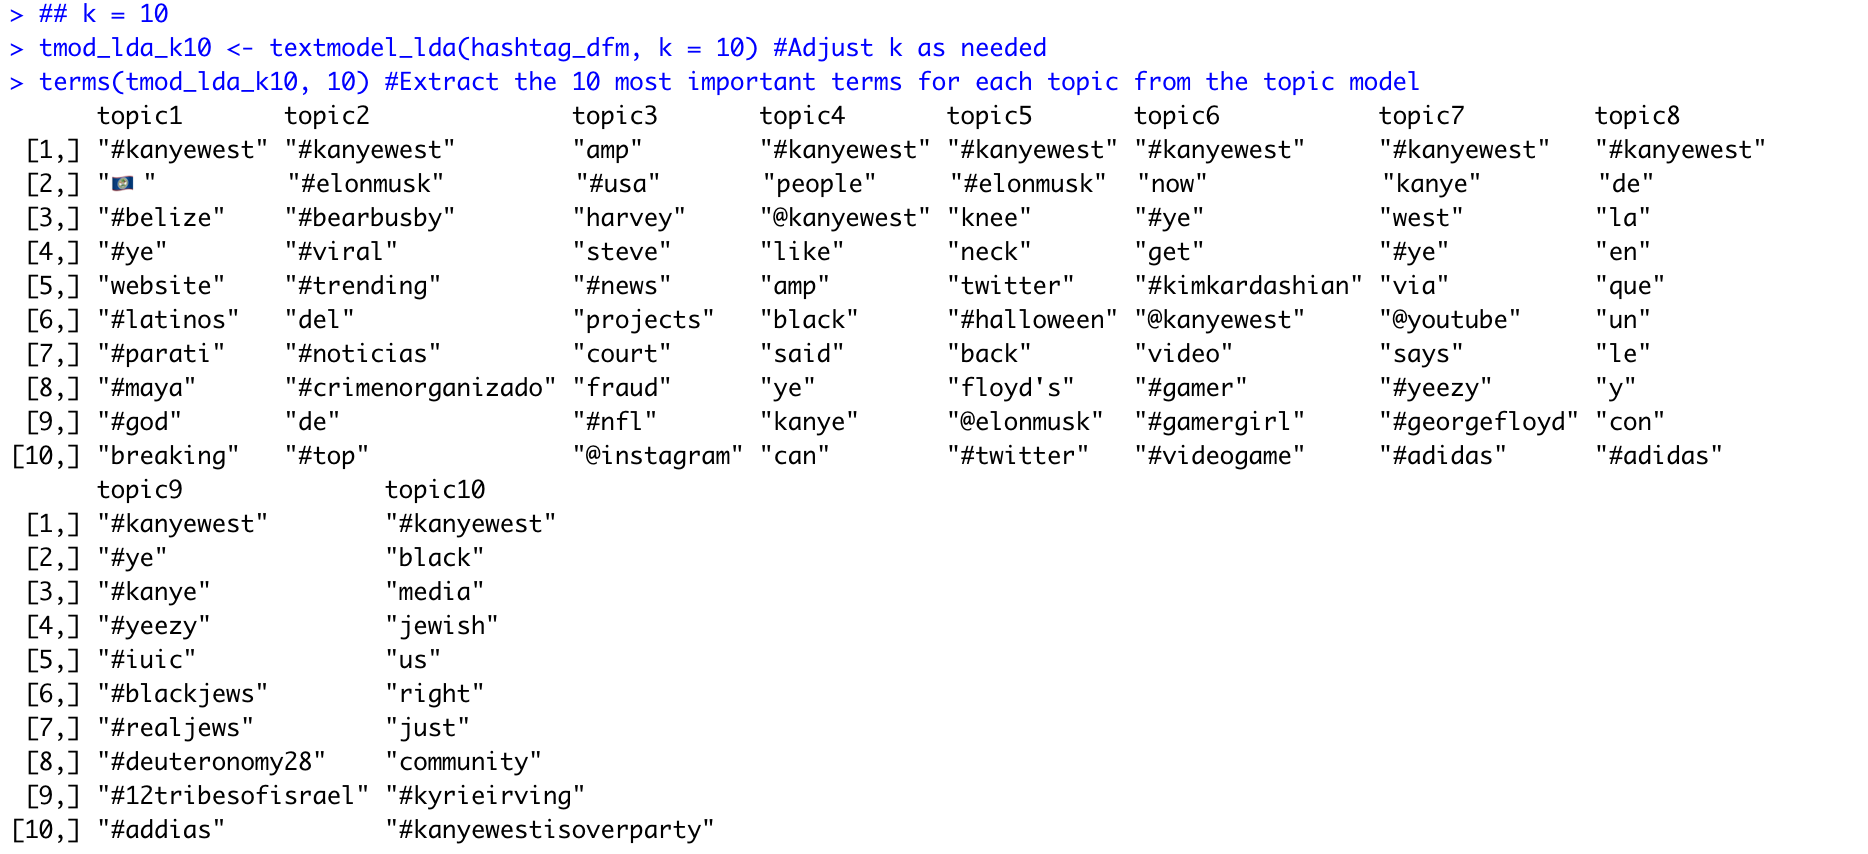 > ## k = 10
> tmod_lda_k10 <- textmodel_lda(hashtag_dfm, k = 10) #Adjust k as needed
> terms(tmod_lda_k10, 10) #Extract the 10 most important terms for each topic from the topic model
      topic1       topic2               topic3       topic4       topic5       topic6           topic7          topic8
 [1,] "#kanyewest" "#kanyewest"         "amp"        "#kanyewest" "#kanyewest" "#kanyewest"     "#kanyewest"    "#kanyewest"
 [2,] "🇧🇿 "         "#elonmusk"          "#usa"       "people"     "#elonmusk"  "now"            "kanye"         "de"
 [3,] "#belize"    "#bearbusby"         "harvey"     "@kanyewest" "knee"       "#ye"            "west"          "la"
 [4,] "#ye"        "#viral"             "steve"      "like"       "neck"       "get"            "#ye"           "en"
 [5,] "website"    "#trending"          "#news"      "amp"        "twitter"    "#kimkardashian" "via"           "que"
 [6,] "#latinos"   "del"                "projects"   "black"      "#halloween" "@kanyewest"     "@youtube"      "un"
 [7,] "#parati"    "#noticias"          "court"      "said"       "back"       "video"          "says"          "le"
 [8,] "#maya"      "#crimenorganizado" "fraud"      "ye"         "floyd's"    "#gamer"         "#yeezy"        "y"
 [9,] "#god"       "de"                 "#nfl"       "kanye"      "@elonmusk"  "#gamergirl"     "#georgefloyd" "con"
[10,] "breaking"   "#top"               "@instagram" "can"        "#twitter"   "#videogame"     "#adidas"       "#adidas"
      topic9              topic10
 [1,] "#kanyewest"        "#kanyewest"
 [2,] "#ye"               "black"
 [3,] "#kanye"            "media"
 [4,] "#yeezy"            "jewish"
 [5,] "#iuic"             "us"
 [6,] "#blackjews"        "right"
 [7,] "#realjews"         "just"
 [8,] "#deuteronomy28"    "community"
 [9,] "#12tribesofisrael" "#kyrieirving"
[10,] "#addias"           "#kanyewestisoverparty"